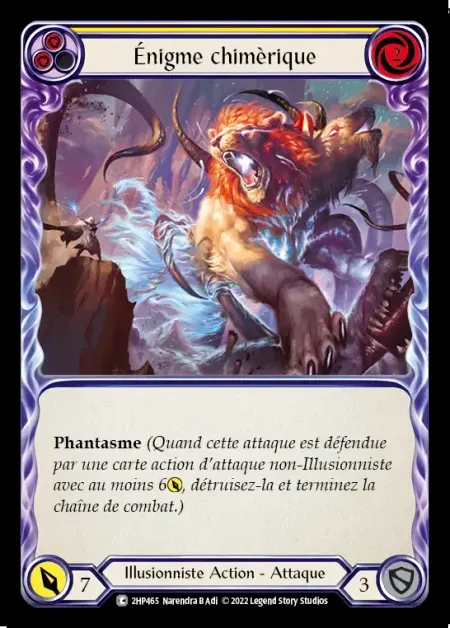 Énigme chimèrique
2
Phantasme (Quand cette attaque est défendue
par une carte action d'attaque non-Illusionniste
avec au moins 6, détruisez-la et terminez la
chaîne de combat.)
7
Illusionniste Action - Attaque
3
C 2HP465 Narendra B Adi © 2022 Legend Story Studios